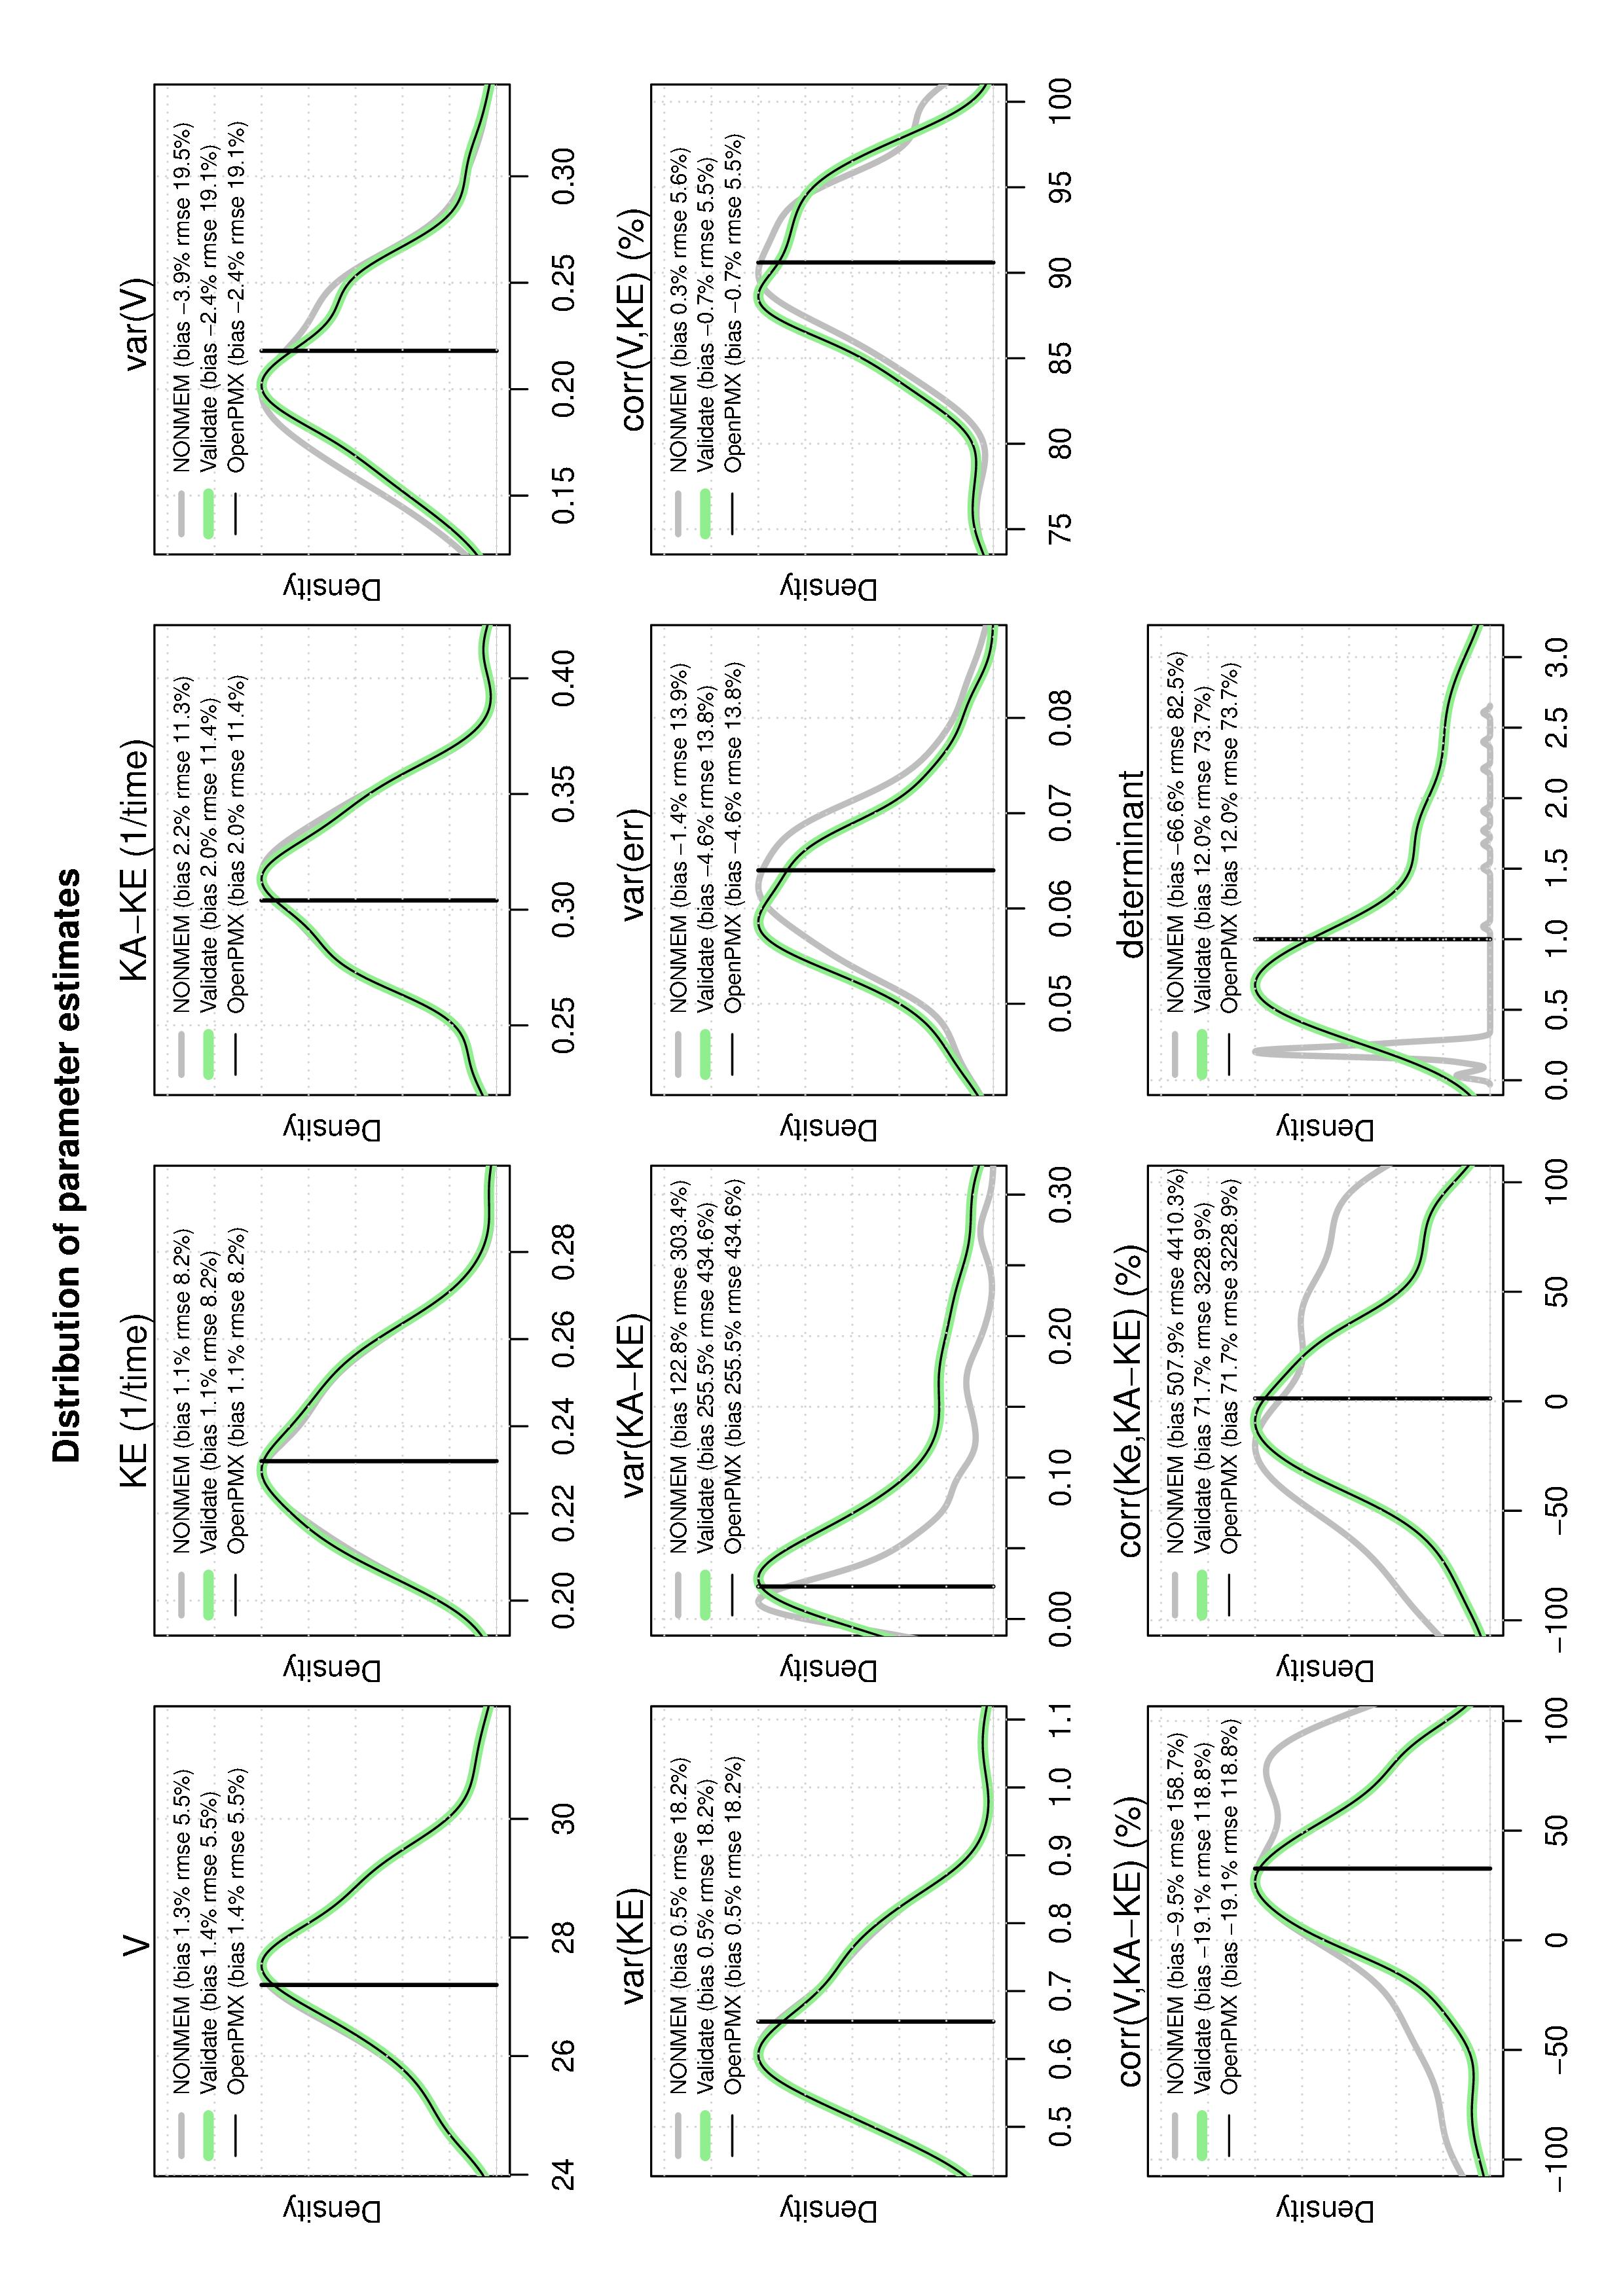 Distribution of parameter estimates
V
NONMEM (bias 1.3% rmse 5.5%)
Validate (bias 1.4% rmse 5.5%)
OpenPMX (bias 1.4% rmse 5.5%)
Density
24 26 28 30
KE (1/time)
NONMEM (bias 1.1% rmse 8.2%)
Validate (bias 1.1% rmse 8.2%)
OpenPMX (bias 1.1% rmse 8.2%)
Density
0.20 0.22 0.24 0.26 0.28
KA−KE (1/time)
NONMEM (bias 2.2% rmse 11.3%)
Validate (bias 2.0% rmse 11.4%)
OpenPMX (bias 2.0% rmse 11.4%)
Density
0.25 0.30 0.35 0.40
var(V)
NONMEM (bias −3.9% rmse 19.5%)
Validate (bias −2.4% rmse 19.1%)
OpenPMX (bias −2.4% rmse 19.1%)
Density
0.15 0.20 0.25 0.30
var(KE)
NONMEM (bias 0.5% rmse 18.2%)
Validate (bias 0.5% rmse 18.2%)
OpenPMX (bias 0.5% rmse 18.2%)
Density
0.5 0.6 0.7 0.8 0.9 1.0 1.1
var(KA−KE)
NONMEM (bias 122.8% rmse 303.4%)
Validate (bias 255.5% rmse 434.6%)
OpenPMX (bias 255.5% rmse 434.6%)
Density
0.00 0.10 0.20 0.30
var(err)
NONMEM (bias −1.4% rmse 13.9%)
Validate (bias −4.6% rmse 13.8%)
OpenPMX (bias −4.6% rmse 13.8%)
Density
0.05 0.06 0.07 0.08
corr(V,KE) (%)
NONMEM (bias 0.3% rmse 5.6%)
Validate (bias −0.7% rmse 5.5%)
OpenPMX (bias −0.7% rmse 5.5%)
Density
75 80 85 90 95 100
corr(V,KA−KE) (%)
NONMEM (bias −9.5% rmse 158.7%)
Validate (bias −19.1% rmse 118.8%)
OpenPMX (bias −19.1% rmse 118.8%)
Density
−100 −50 0 50 100
corr(Ke,KA−KE) (%)
NONMEM (bias 507.9% rmse 4410.3%)
Validate (bias 71.7% rmse 3228.9%)
OpenPMX (bias 71.7% rmse 3228.9%)
Density
−100 −50 0 50 100
determinant
NONMEM (bias −66.6% rmse 82.5%)
Validate (bias 12.0% rmse 73.7%)
OpenPMX (bias 12.0% rmse 73.7%)
Density
0.0 0.5 1.0 1.5 2.0 2.5 3.0